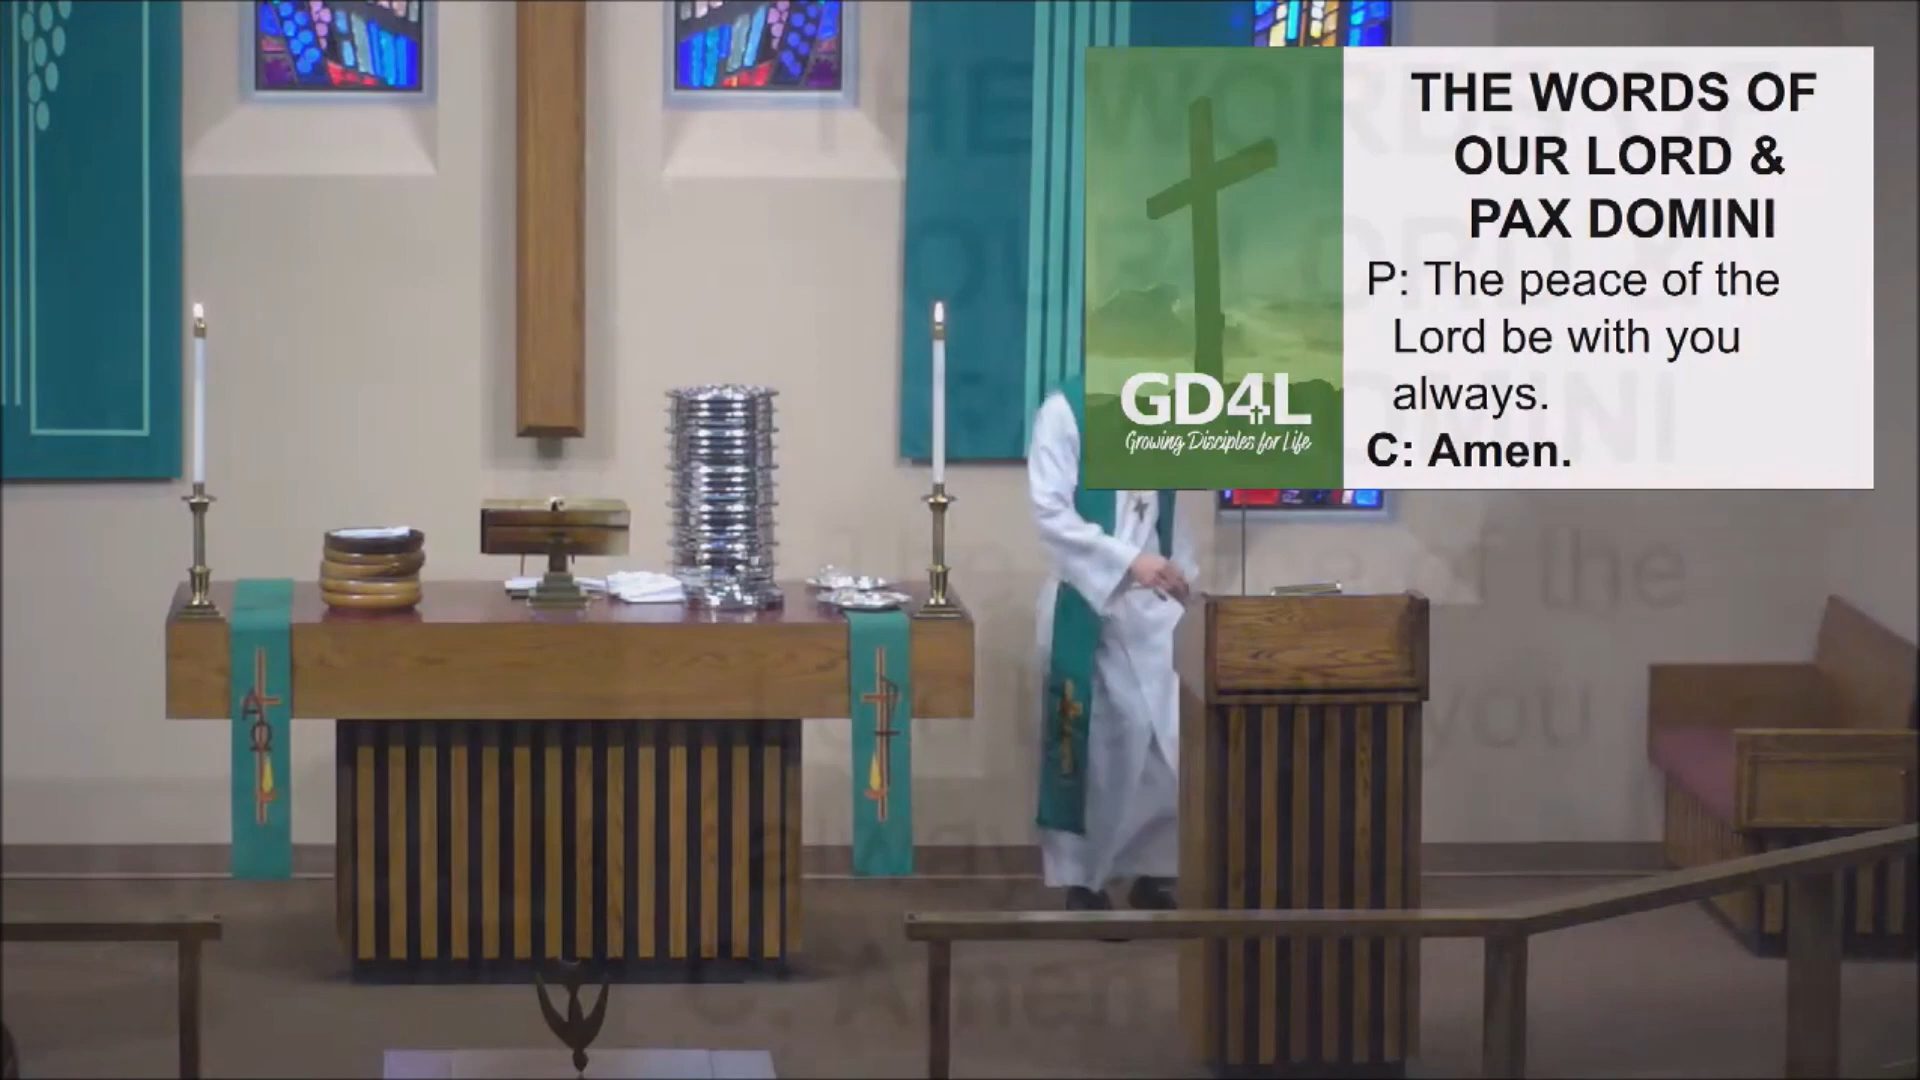 THE WORDS OF
OUR LORD &
PAX DOMINI
P: The peace of the
Lord be with you
always.
C: Amen.
GD4L
Growing Disciples for Life
ΑΩ